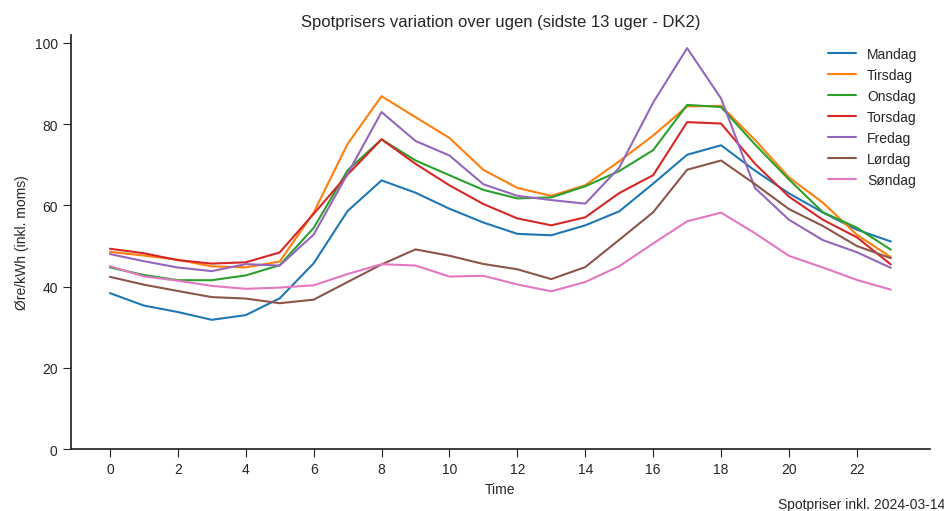 Spotprisers variation over ugen (sidste 13 uger - DK2)
Øre/kWh (inkl. moms)
100
80
60
40
20
0
0 2 4 6 8 10 12 14 16 18 20 22
Time
Mandag
Tirsdag
Onsdag
Torsdag
Fredag
Lørdag
Søndag
Spotpriser inkl. 2024-03-14